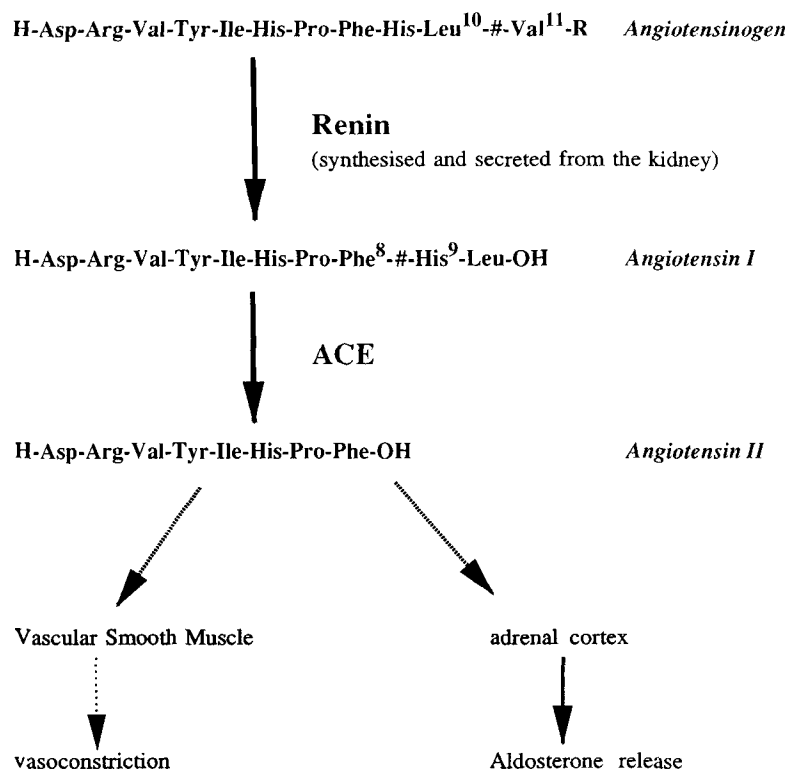 H-Asp-Arg-Val-Tyr-Ile-His-Pro-Phe-His-Leu¹⁰-#-Val¹¹-R Angiotensinogen
Renin
(synthesised and secreted from the kidney)
H-Asp-Arg-Val-Tyr-Ile-His-Pro-Phe⁸-#-His⁹-Leu-OH Angiotensin I
ACE
H-Asp-Arg-Val-Tyr-Ile-His-Pro-Phe-OH Angiotensin II
Vascular Smooth Muscle adrenal cortex
vasoconstriction Aldosterone release